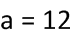 a = 12